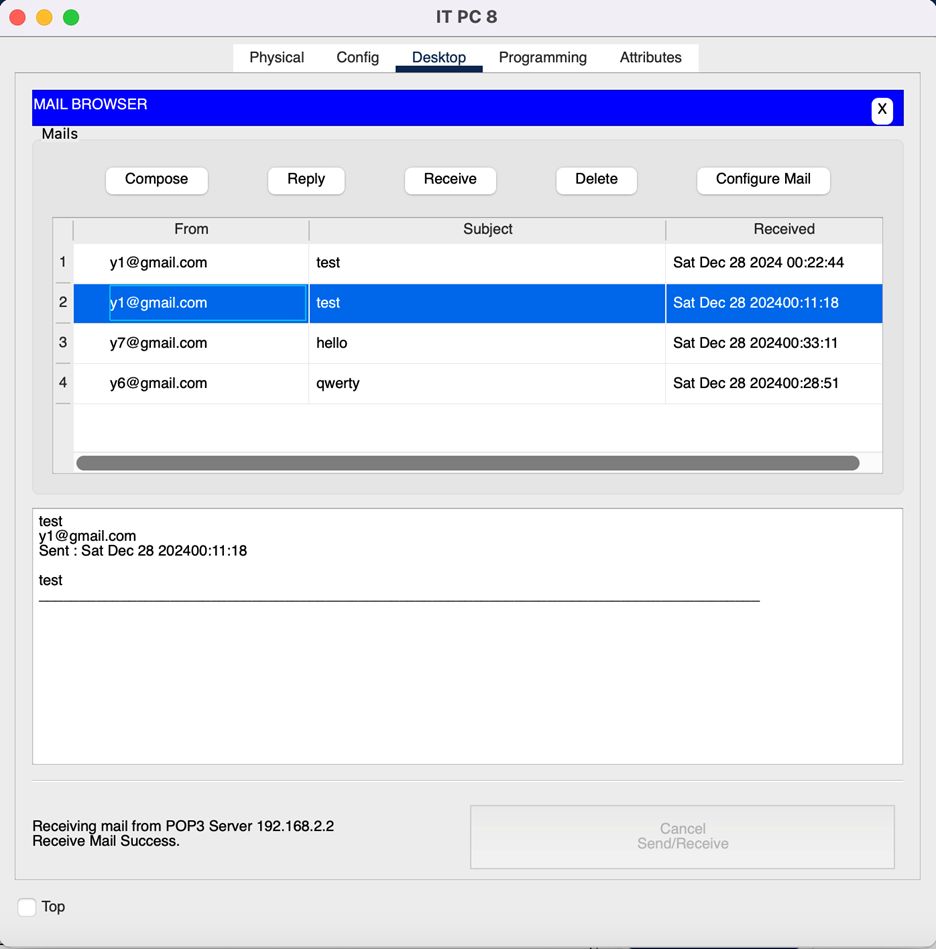 IT PC 8
Physical Config Desktop Programming Attributes
MAIL BROWSER X
Mails
Compose Reply Receive Delete Configure Mail
From Subject Received
1 y1@gmail.com test Sat Dec 28 2024 00:22:44
2 y1@gmail.com test Sat Dec 28 202400:11:18
3 y7@gmail.com hello Sat Dec 28 202400:33:11
4 y6@gmail.com qwerty Sat Dec 28 202400:28:51
test
y1@gmail.com
Sent : Sat Dec 28 202400:11:18
test
Receiving mail from POP3 Server 192.168.2.2
Receive Mail Success.
Cancel
Send/Receive
Top